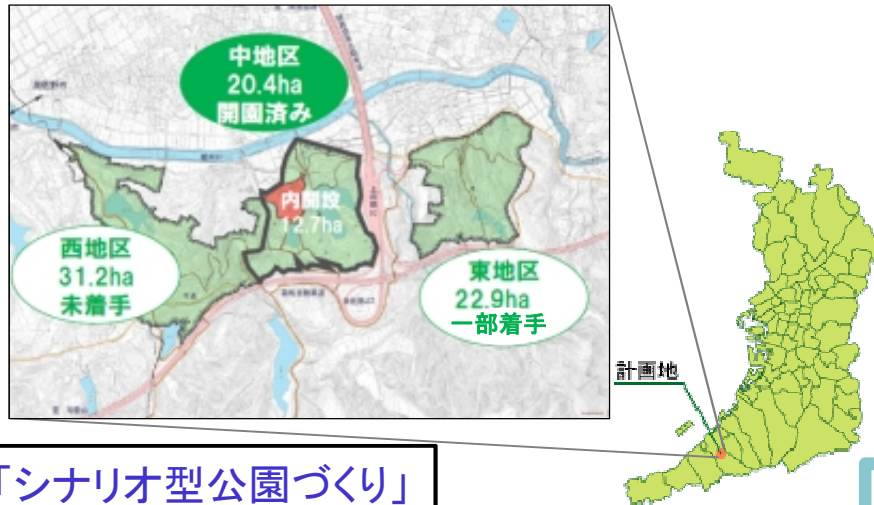 中地区
20.4ha
開園済み
内開設
12.7ha
西地区
31.2ha
未着手
東地区
22.9ha
一部着手
計画地
「シナリオ型公園づくり」